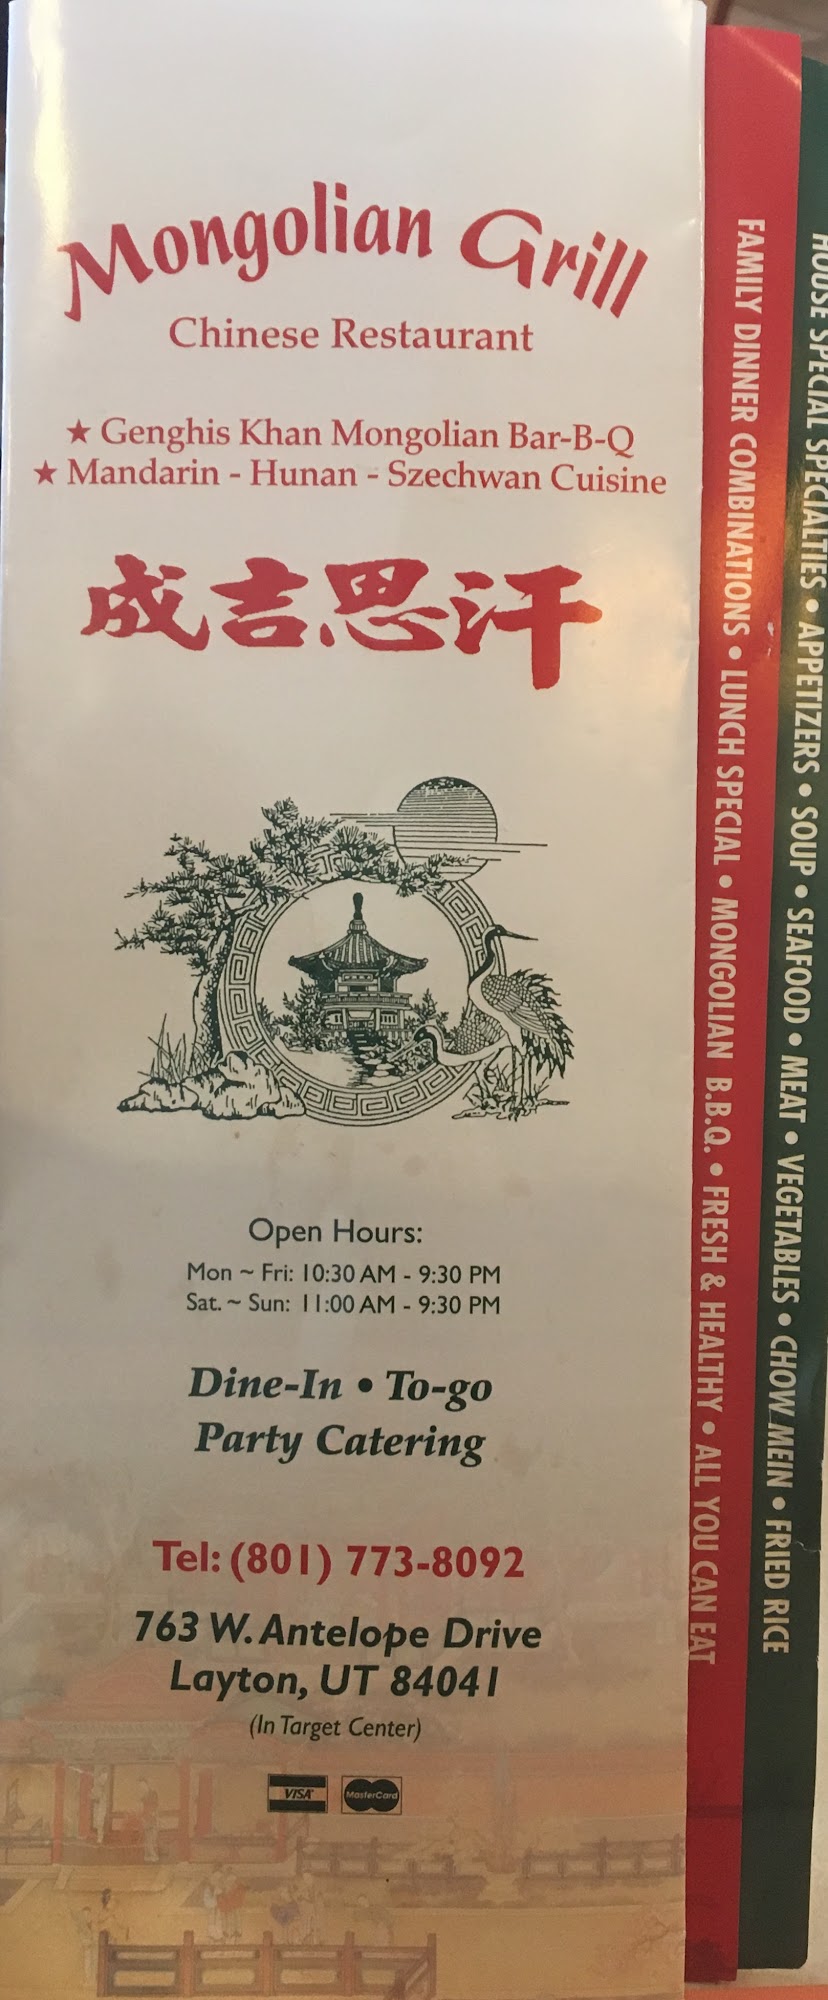 Mongolian Grill
Chinese Restaurant
★ Genghis Khan Mongolian Bar-B-Q
★ Mandarin - Hunan - Szechwan Cuisine
成吉思汗
Open Hours:
Mon ~ Fri: 10:30 AM - 9:30 PM
Sat. ~ Sun: 11:00 AM - 9:30 PM
Dine-In • To-go
Party Catering
Tel: (801) 773-8092
763 W. Antelope Drive
Layton, UT 84041
(In Target Center)
VISA MasterCard
FAMILY DINNER COMBINATIONS • LUNCH SPECIAL • MONGOLIAN B.B.Q. • FRESH & HEALTHY • ALL YOU CAN EAT
HOUSE SPECIAL SPECIALTIES • APPETIZERS • SOUP • SEAFOOD • MEAT • VEGETABLES • CHOW MEIN • FRIED RICE